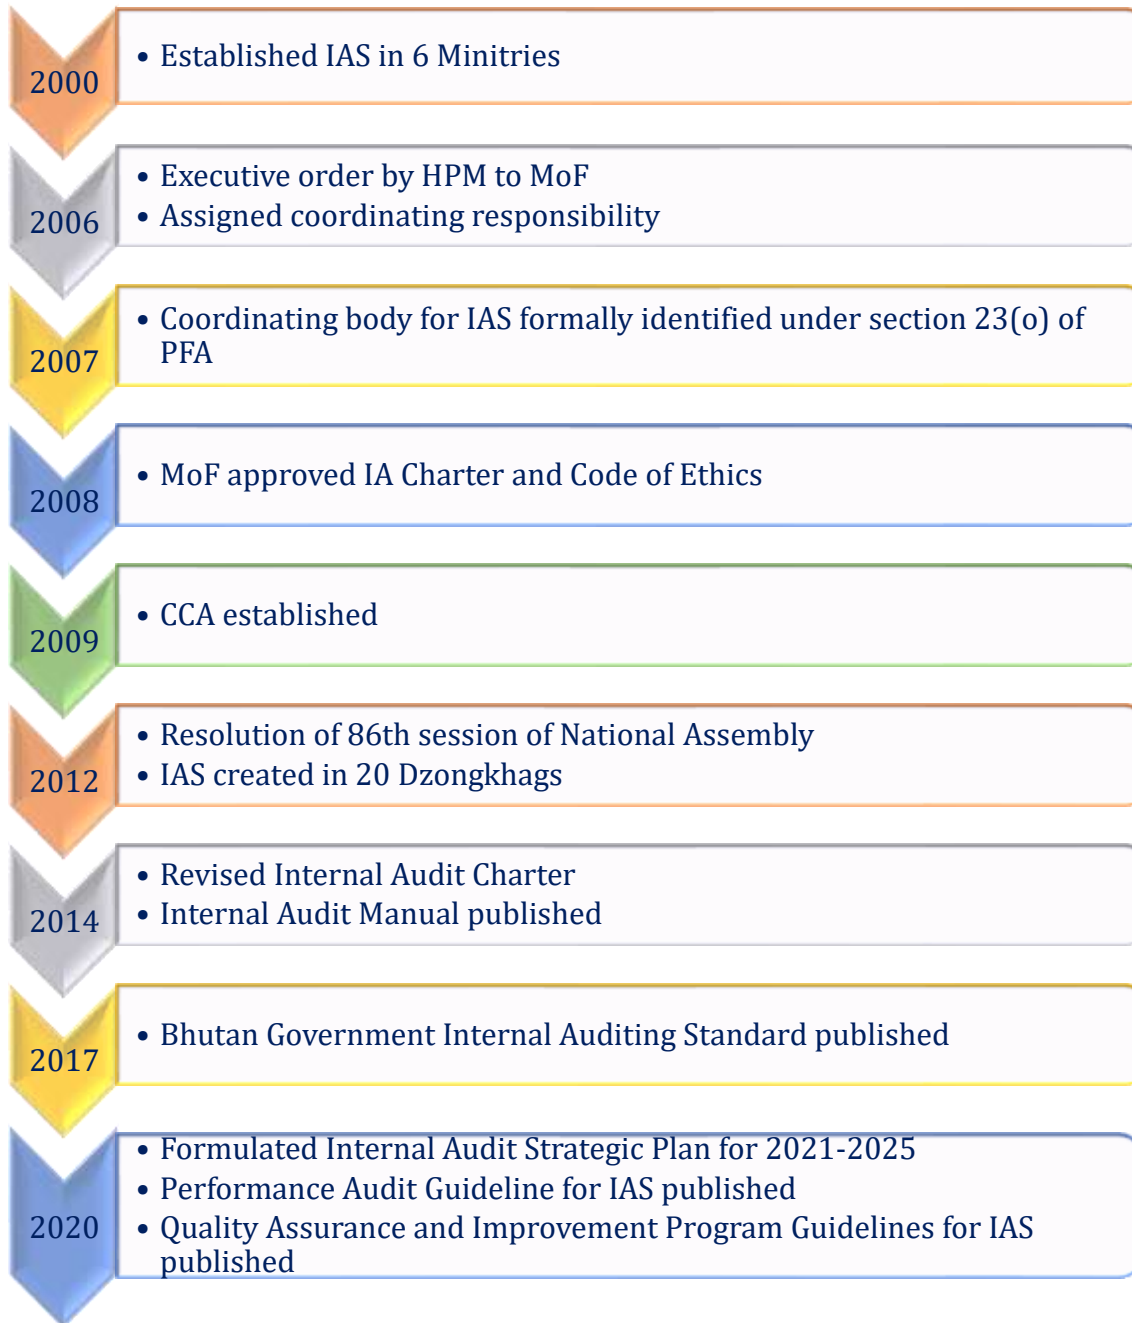 2000
• Established IAS in 6 Minitries
2006
• Executive order by HPM to MoF
• Assigned coordinating responsibility
2007
• Coordinating body for IAS formally identified under section 23(o) of
PFA
2008
• MoF approved IA Charter and Code of Ethics
2009
• CCA established
2012
• Resolution of 86th session of National Assembly
• IAS created in 20 Dzongkhags
2014
• Revised Internal Audit Charter
• Internal Audit Manual published
2017
• Bhutan Government Internal Auditing Standard published
2020
• Formulated Internal Audit Strategic Plan for 2021-2025
• Performance Audit Guideline for IAS published
• Quality Assurance and Improvement Program Guidelines for IAS
published